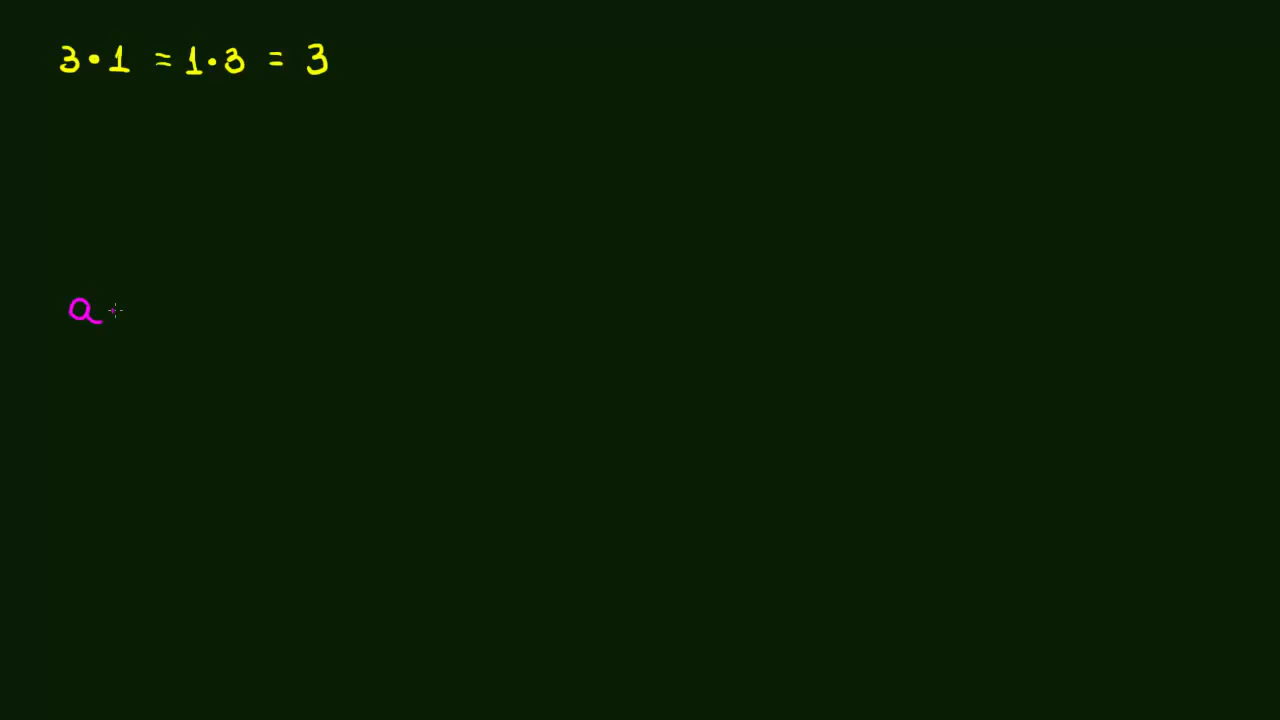 3 • 1 = 1 • 3 = 3
a